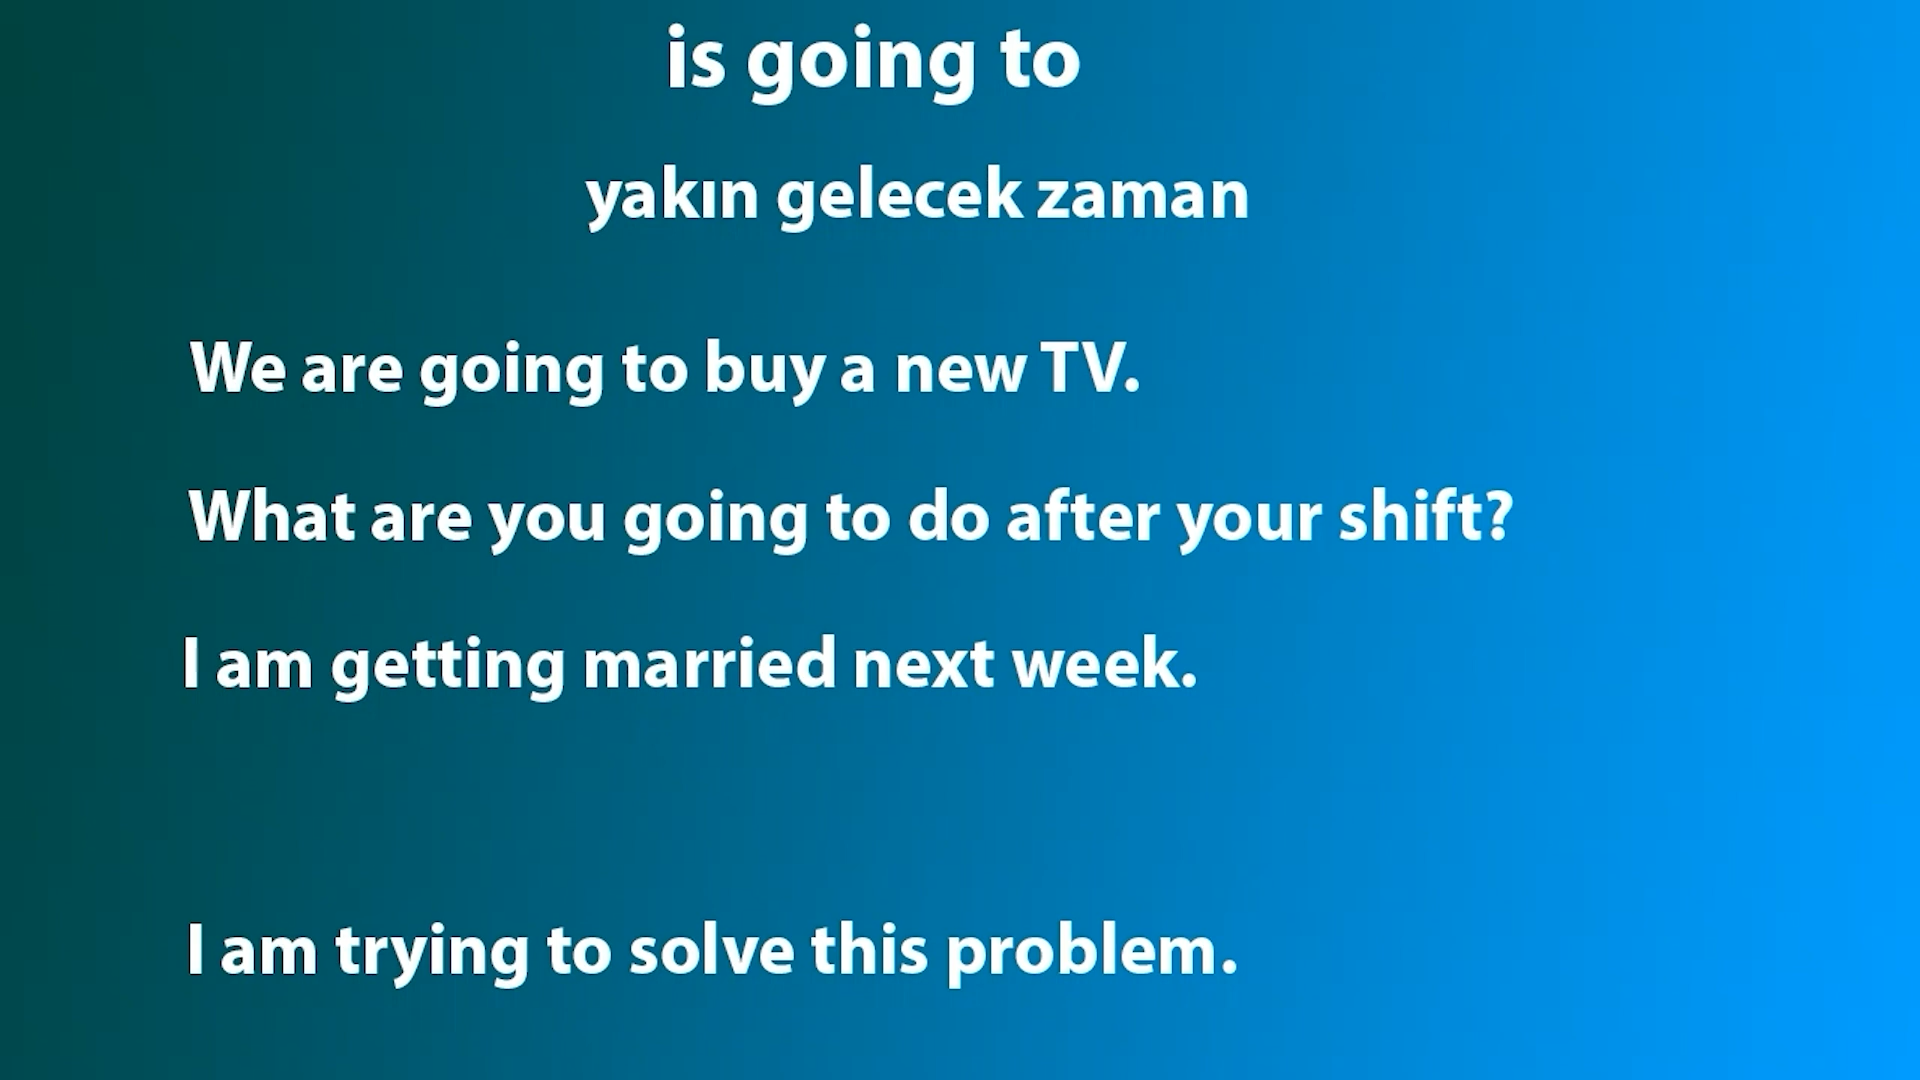 is going to
yakın gelecek zaman
We are going to buy a new TV.
What are you going to do after your shift?
I am getting married next week.
I am trying to solve this problem.